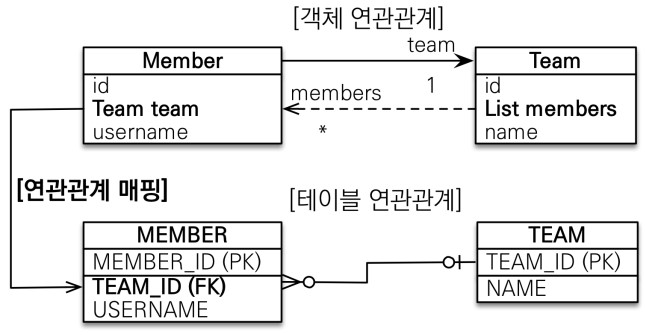 [객체 연관관계]
team
Member
Team
id
Team team
username
members
1
*
id
List members
name
[연관관계 매핑]
[테이블 연관관계]
MEMBER
MEMBER_ID (PK)
TEAM_ID (FK)
USERNAME
TEAM
TEAM_ID (PK)
NAME